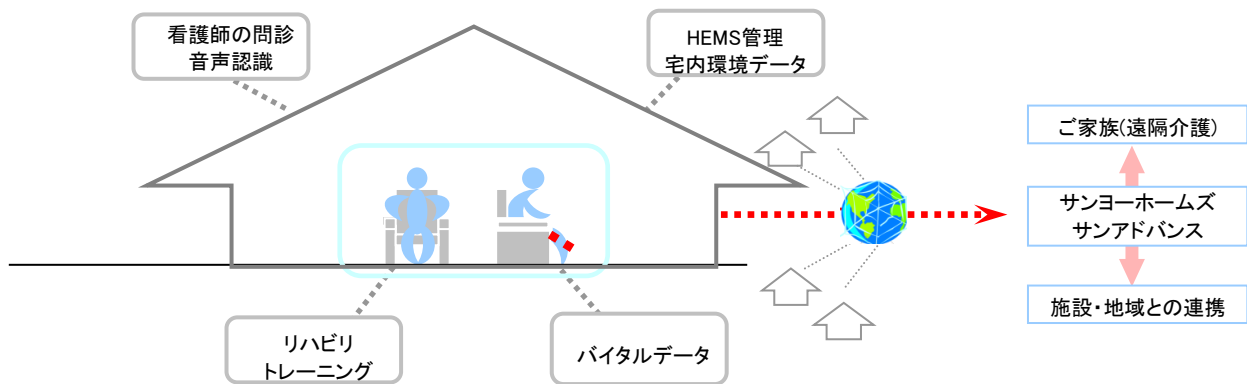 看護師の問診
音声認識
HEMS管理
宅内環境データ
ご家族(遠隔介護)
サンヨーホームズ
サンアドバンス
施設・地域との連携
リハビリ
トレーニング
バイタルデータ